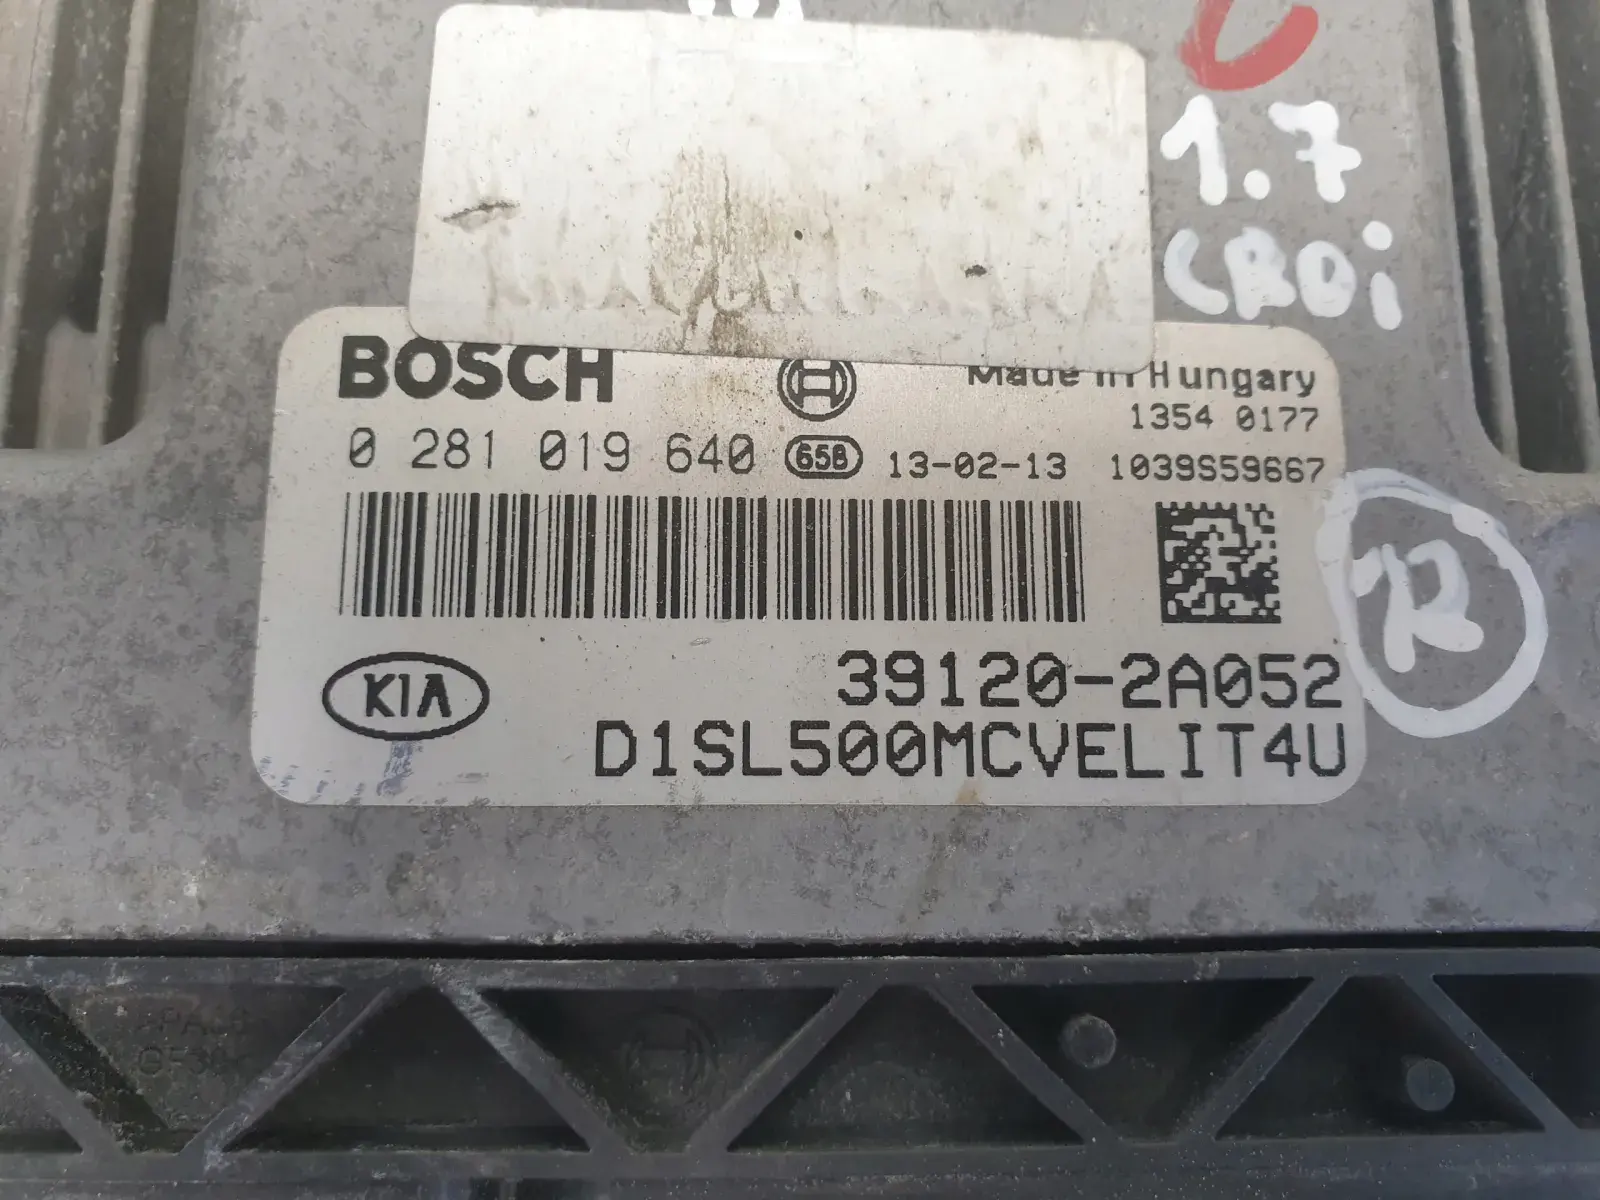 1.7
CRDi
BOSCH
Made in Hungary
1354 0177
0 281 019 640 658 13-02-13 1039S59667
R
KIA
39120-2A052
D1SL500MCVELIT4U